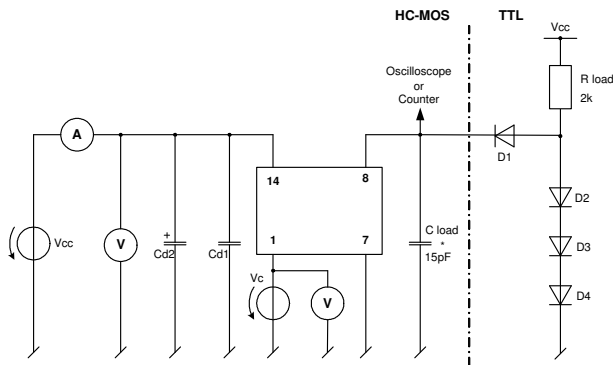 HC-MOS TTL
Vcc
Oscilloscope
or
Counter
R load
2k
A
D1
14 8
D2
Vcc
V
+
Cd2
Cd1
1 7
C load
*
15pF
D3
Vc
V
D4